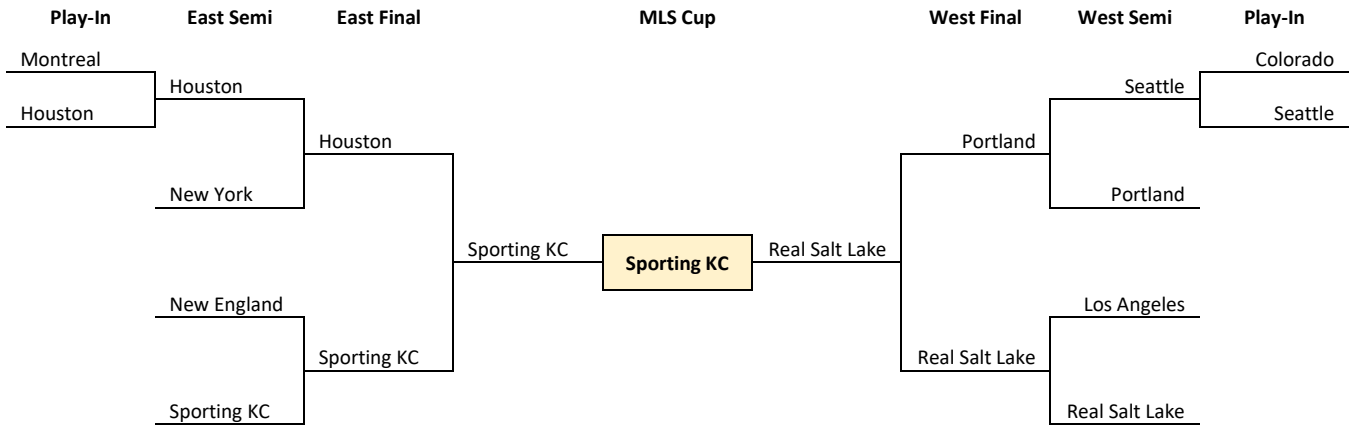 Play-In East Semi East Final MLS Cup West Final West Semi Play-In
Montreal Colorado
Houston Seattle
Houston Seattle
Houston Portland
New York Portland
Sporting KC Sporting KC Real Salt Lake
New England Los Angeles
Sporting KC Real Salt Lake
Sporting KC Real Salt Lake